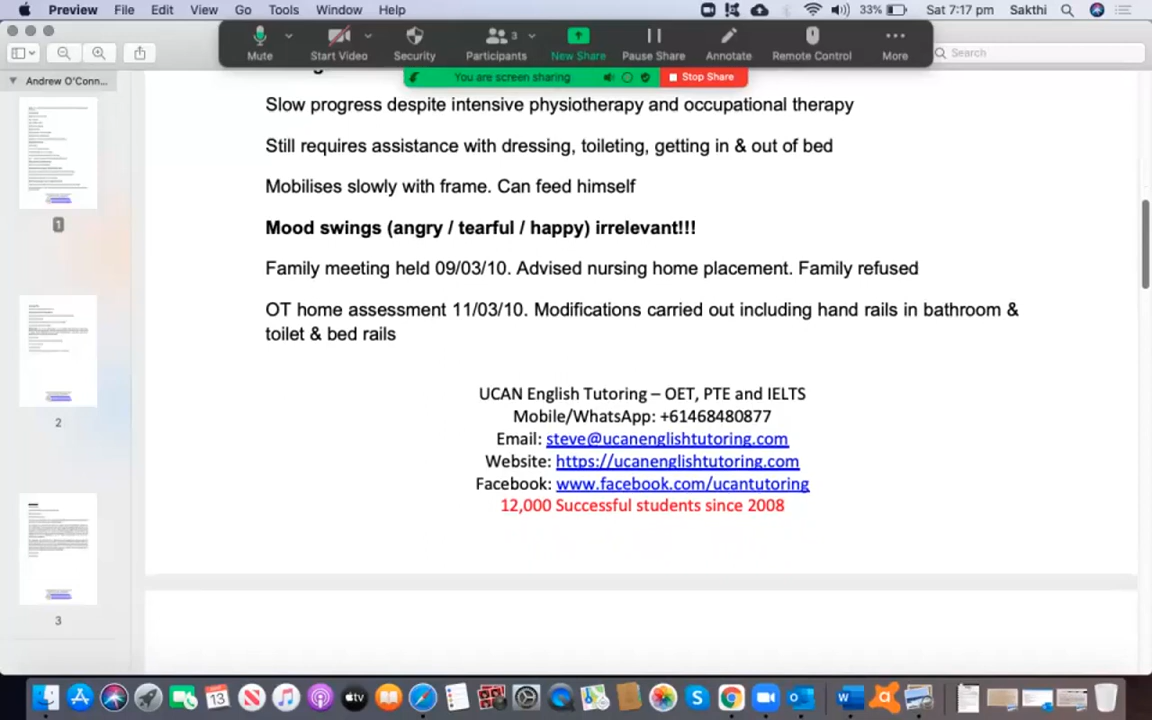 Preview File Edit View Go Tools Window Help 33% Sat 7:17 pm Sakthi
Mute Start Video Security Participants 3 New Share Pause Share Annotate Remote Control More Search
You are screen sharing Stop Share
Andrew O'Conn...
1
2
3
Slow progress despite intensive physiotherapy and occupational therapy
Still requires assistance with dressing, toileting, getting in & out of bed
Mobilises slowly with frame. Can feed himself
Mood swings (angry / tearful / happy) irrelevant!!!
Family meeting held 09/03/10. Advised nursing home placement. Family refused
OT home assessment 11/03/10. Modifications carried out including hand rails in bathroom &
toilet & bed rails
UCAN English Tutoring – OET, PTE and IELTS
Mobile/WhatsApp: +61468480877
Email: steve@ucanenglishtutoring.com
Website: https://ucanenglishtutoring.com
Facebook: www.facebook.com/ucantutoring
12,000 Successful students since 2008